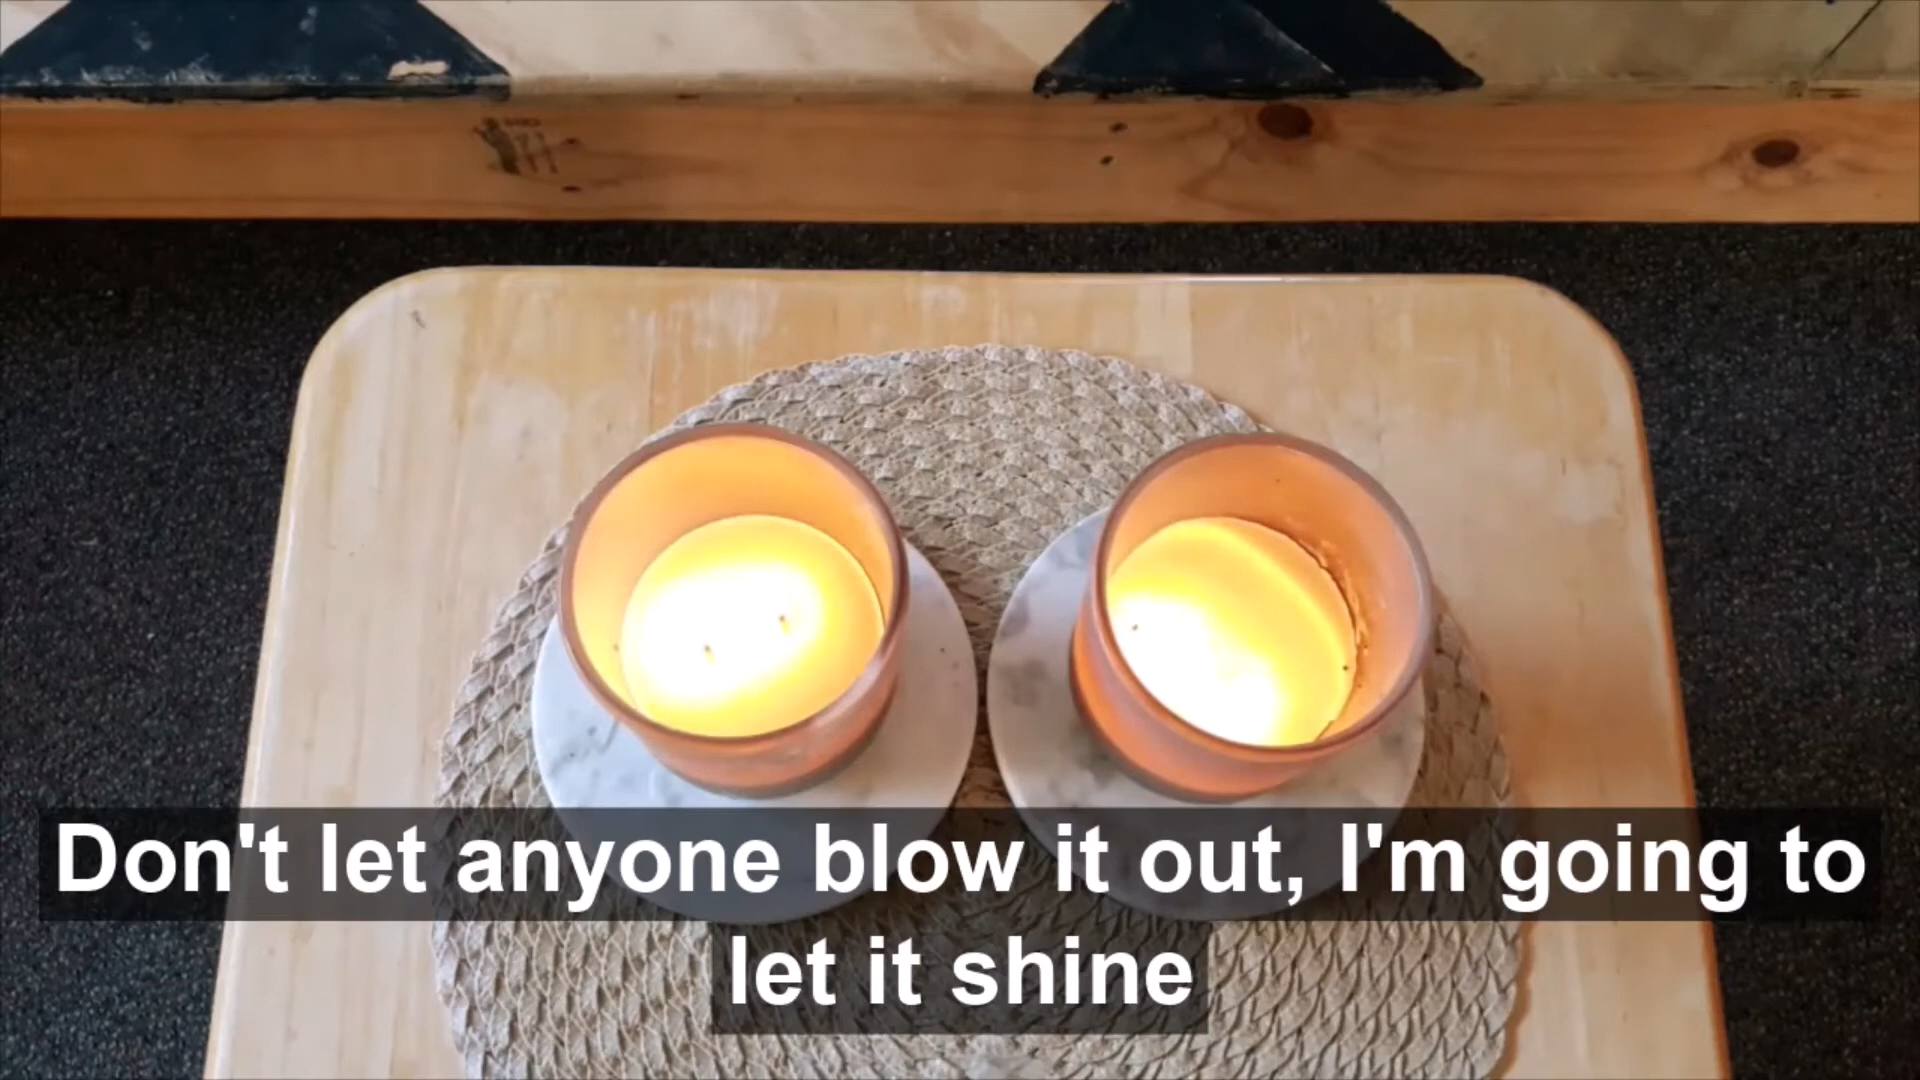 Don't let anyone blow it out, I'm going to
let it shine